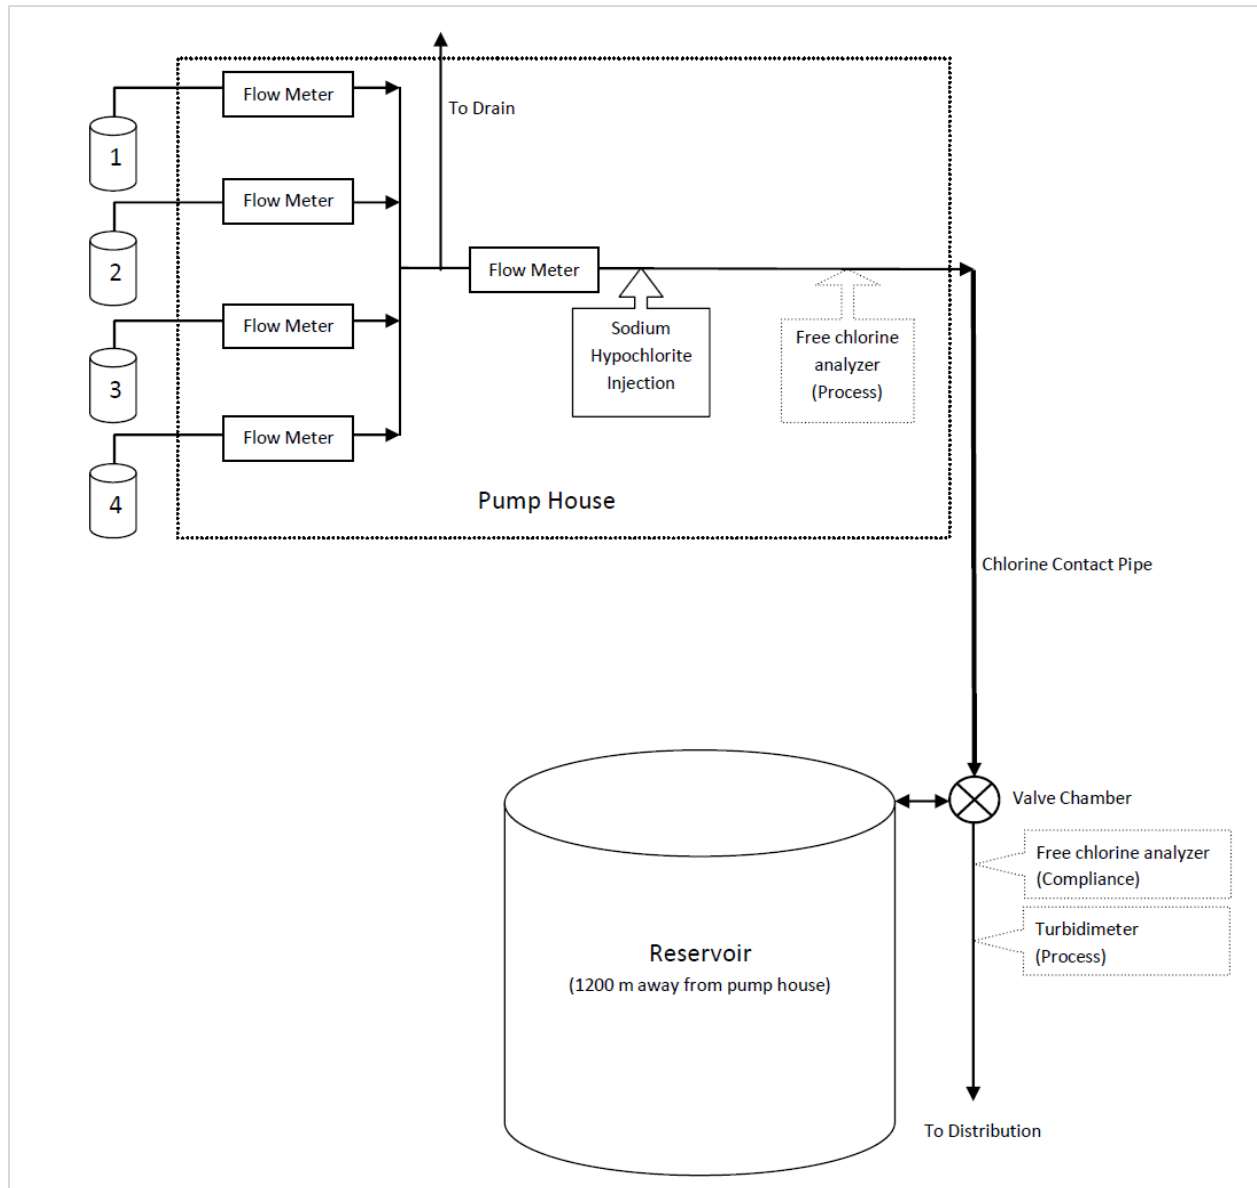 Flow Meter
To Drain
1
Flow Meter
2
Flow Meter
Flow Meter
3
Sodium
Hypochlorite
Injection
Free chlorine
analyzer
(Process)
Flow Meter
4
Pump House
Chlorine Contact Pipe
Valve Chamber
Free chlorine analyzer
(Compliance)
Turbidimeter
(Process)
Reservoir
(1200 m away from pump house)
To Distribution